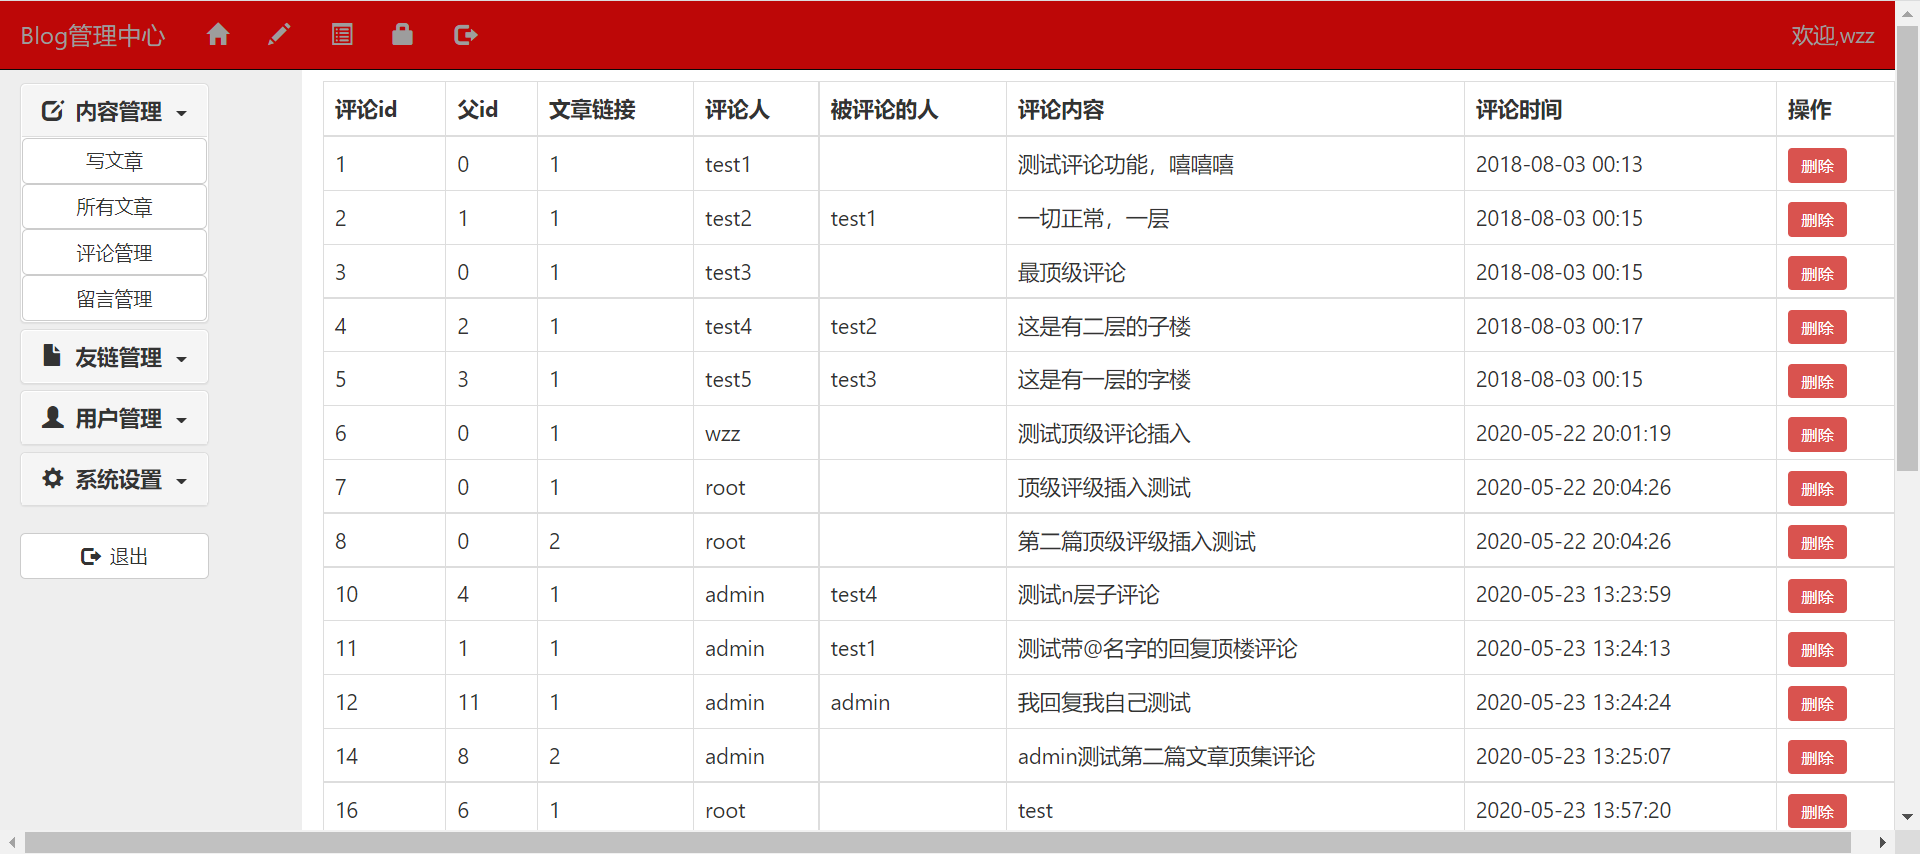 Blog管理中心
欢迎,wzz
内容管理
写文章
所有文章
评论管理
留言管理
友链管理
用户管理
系统设置
退出
评论id 父id 文章链接 评论人 被评论的人 评论内容 评论时间 操作
1 0 1 test1 测试评论功能，嘻嘻嘻 2018-08-03 00:13 删除
2 1 1 test2 test1 一切正常，一层 2018-08-03 00:15 删除
3 0 1 test3 最顶级评论 2018-08-03 00:15 删除
4 2 1 test4 test2 这是有二层的子楼 2018-08-03 00:17 删除
5 3 1 test5 test3 这是有一层的字楼 2018-08-03 00:15 删除
6 0 1 wzz 测试顶级评论插入 2020-05-22 20:01:19 删除
7 0 1 root 顶级评级插入测试 2020-05-22 20:04:26 删除
8 0 2 root 第二篇顶级评级插入测试 2020-05-22 20:04:26 删除
10 4 1 admin test4 测试n层子评论 2020-05-23 13:23:59 删除
11 1 1 admin test1 测试带@名字的回复顶楼评论 2020-05-23 13:24:13 删除
12 11 1 admin admin 我回复我自己测试 2020-05-23 13:24:24 删除
14 8 2 admin admin测试第二篇文章顶集评论 2020-05-23 13:25:07 删除
16 6 1 root test 2020-05-23 13:57:20 删除